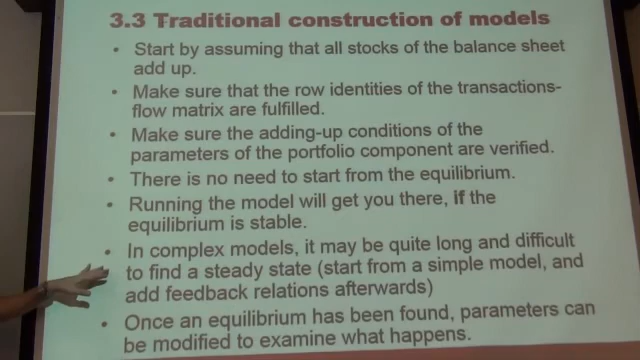 3.3 Traditional construction of models
• Start by assuming that all stocks of the balance sheet
add up.
• Make sure that the row identities of the transactions-
flow matrix are fulfilled.
• Make sure the adding-up conditions of the
parameters of the portfolio component are verified.
• There is no need to start from the equilibrium.
• Running the model will get you there, if the
equilibrium is stable.
• In complex models, it may be quite long and difficult
to find a steady state (start from a simple model, and
add feedback relations afterwards)
• Once an equilibrium has been found, parameters can
be modified to examine what happens.